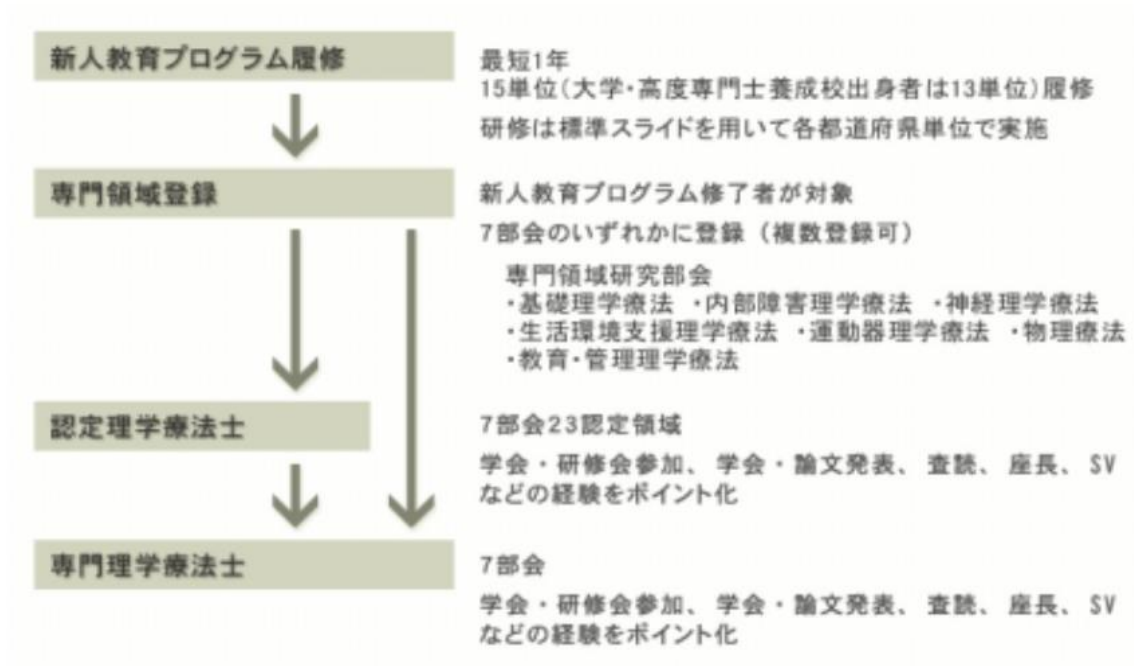 新人教育プログラム履修
最短1年
15単位(大学・高度専門士養成校出身者は13単位)履修
研修は標準スライドを用いて各都道府県単位で実施
専門領域登録
新人教育プログラム修了者が対象
7部会のいずれかに登録（複数登録可）
専門領域研究部会
・基礎理学療法 ・内部障害理学療法 ・神経理学療法
・生活環境支援理学療法 ・運動器理学療法 ・物理療法
・教育・管理理学療法
認定理学療法士
7部会23認定領域
学会・研修会参加、学会・論文発表、査読、座長、SV
などの経験をポイント化
専門理学療法士
7部会
学会・研修会参加、学会・論文発表、査読、座長、SV
などの経験をポイント化